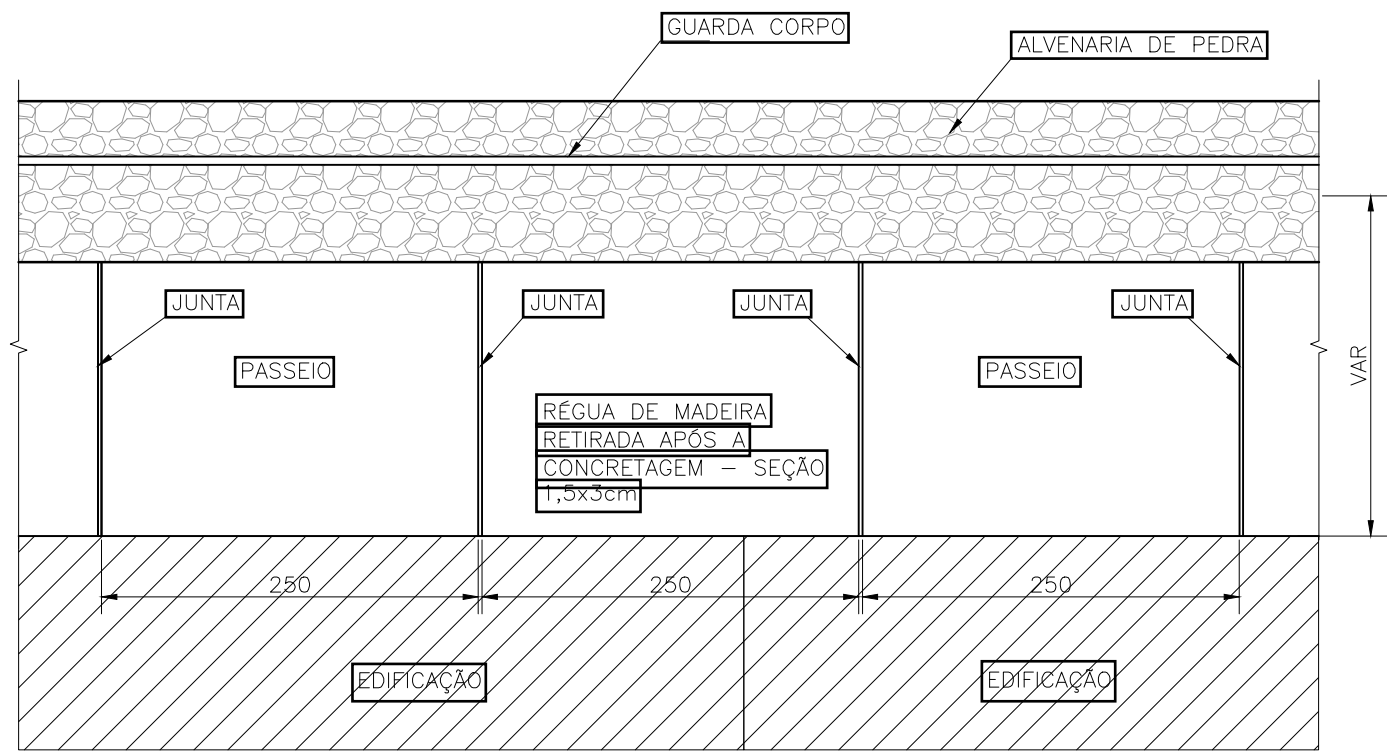 GUARDA CORPO
ALVENARIA DE PEDRA
JUNTA
JUNTA
JUNTA
JUNTA
PASSEIO
PASSEIO
VAR
RÉGUA DE MADEIRA
RETIRADA APÓS A
CONCRETAGEM – SEÇÃO
1,5x3cm
250
250
250
EDIFICAÇÃO
EDIFICAÇÃO